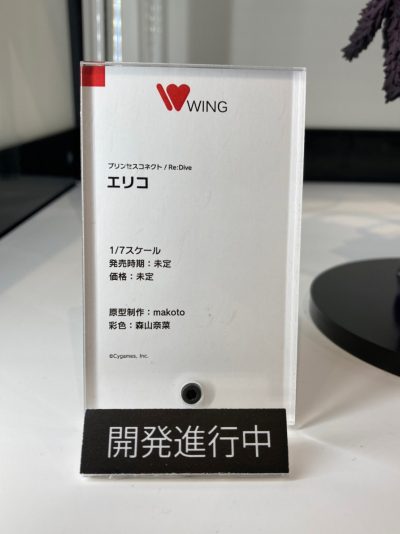 WING
プリンセスコネクト/Re:Dive
エリコ
1/7スケール
発売時期：未定
価格：未定
原型制作：makoto
彩色：森山奈菜
©Cygames, Inc.
開発進行中